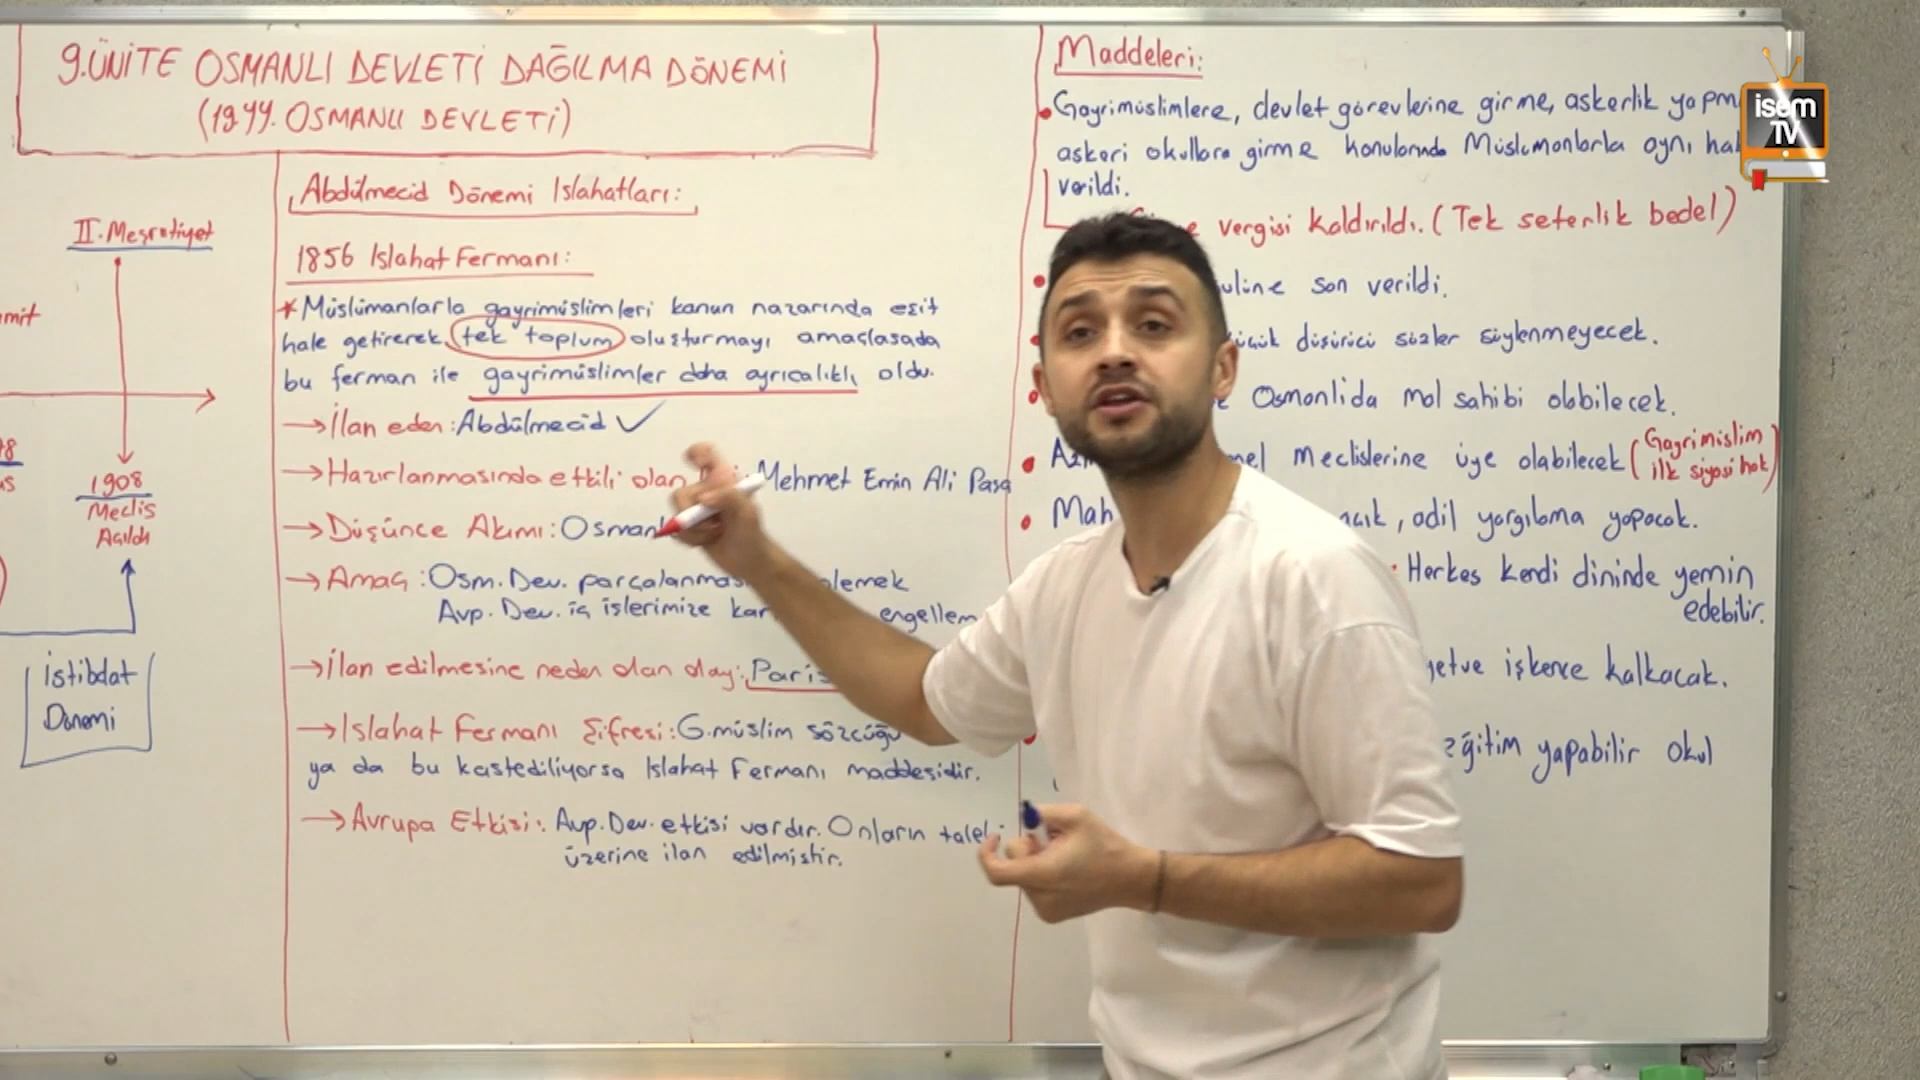 9.ÜNİTE OSMANLI DEVLETİ DAĞILMA DÖNEMİ
(19.YY. OSMANLI DEVLETİ)
II. Meşrutiyet
1908
Meclis
Açıldı
İstibdat
Dönemi
Abdülmecid Dönemi Islahatları:
1856 Islahat Fermanı:
*Müslümanlarla gayrimüslimleri kanun nazarında eşit
hale getirerek tek toplum oluşturmayı amaçlasada
bu ferman ile gayrimüslimler daha ayrıcalıklı oldu.
→İlan eden: Abdülmecid ✓
→Hazırlanmasında etkili olan Mehmet Emin Ali Paşa
→Düşünce Akımı: Osman
→Amaç: Osm. Dev. parçalanmas
Avp. Dev. iç işlerimize kar engellem
→İlan edilmesine neden olan olay: Paris
→Islahat Fermanı Şifresi: G.müslim sözcüğü
ya da bu kastediliyorsa Islahat Fermanı maddesidir.
→Avrupa Etkisi: Avp. Dev. etkisi vardır. Onların talebi
üzerine ilan edilmiştir.
Maddeleri:
•Gayrimüslimlere, devlet görevlerine girme, askerlik yapm
askeri okullara girme konularında Müslümanlarla aynı hak
verildi.
vergisi kaldırıldı. (Tek seferlik bedel)
son verildi.
düşürücü sözler söylenmeyecek.
Osmanlıda mal sahibi olabilecek.
meclislerine üye olabilecek (Gayrimüslim
ilk siyasi hak)
•Mah açık, adil yargılama yapacak.
Herkes kendi dininde yemin
edebilir.
işkence kalkacak.
eğitim yapabilir okul
isem
TV